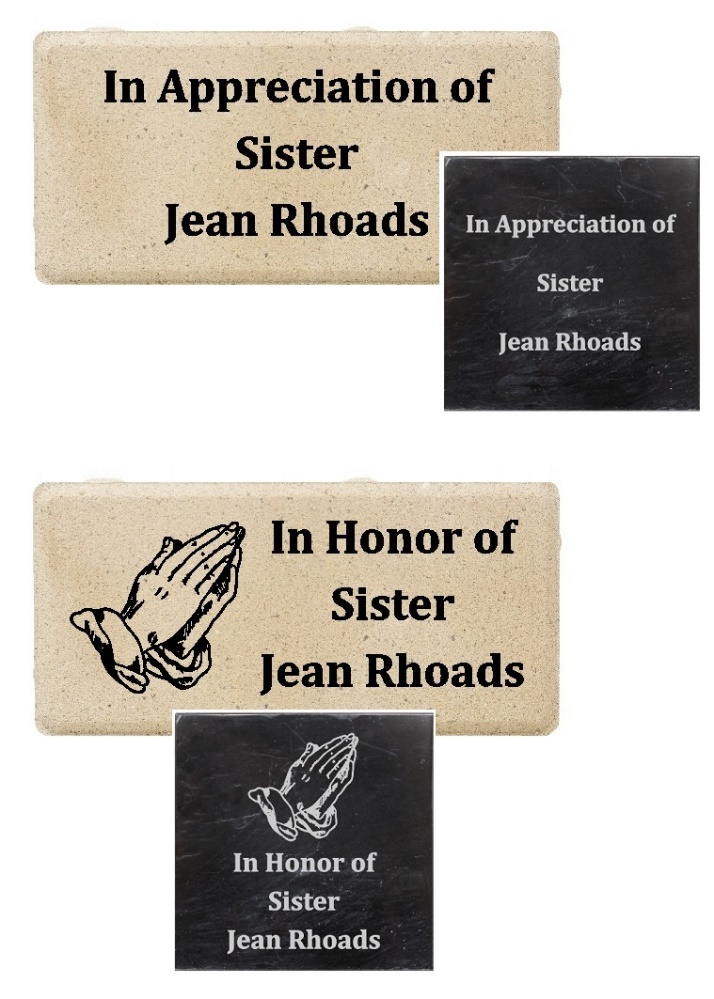 In Appreciation of
Sister
Jean Rhoads
In Appreciation of
Sister
Jean Rhoads
In Honor of
Sister
Jean Rhoads
In Honor of
Sister
Jean Rhoads